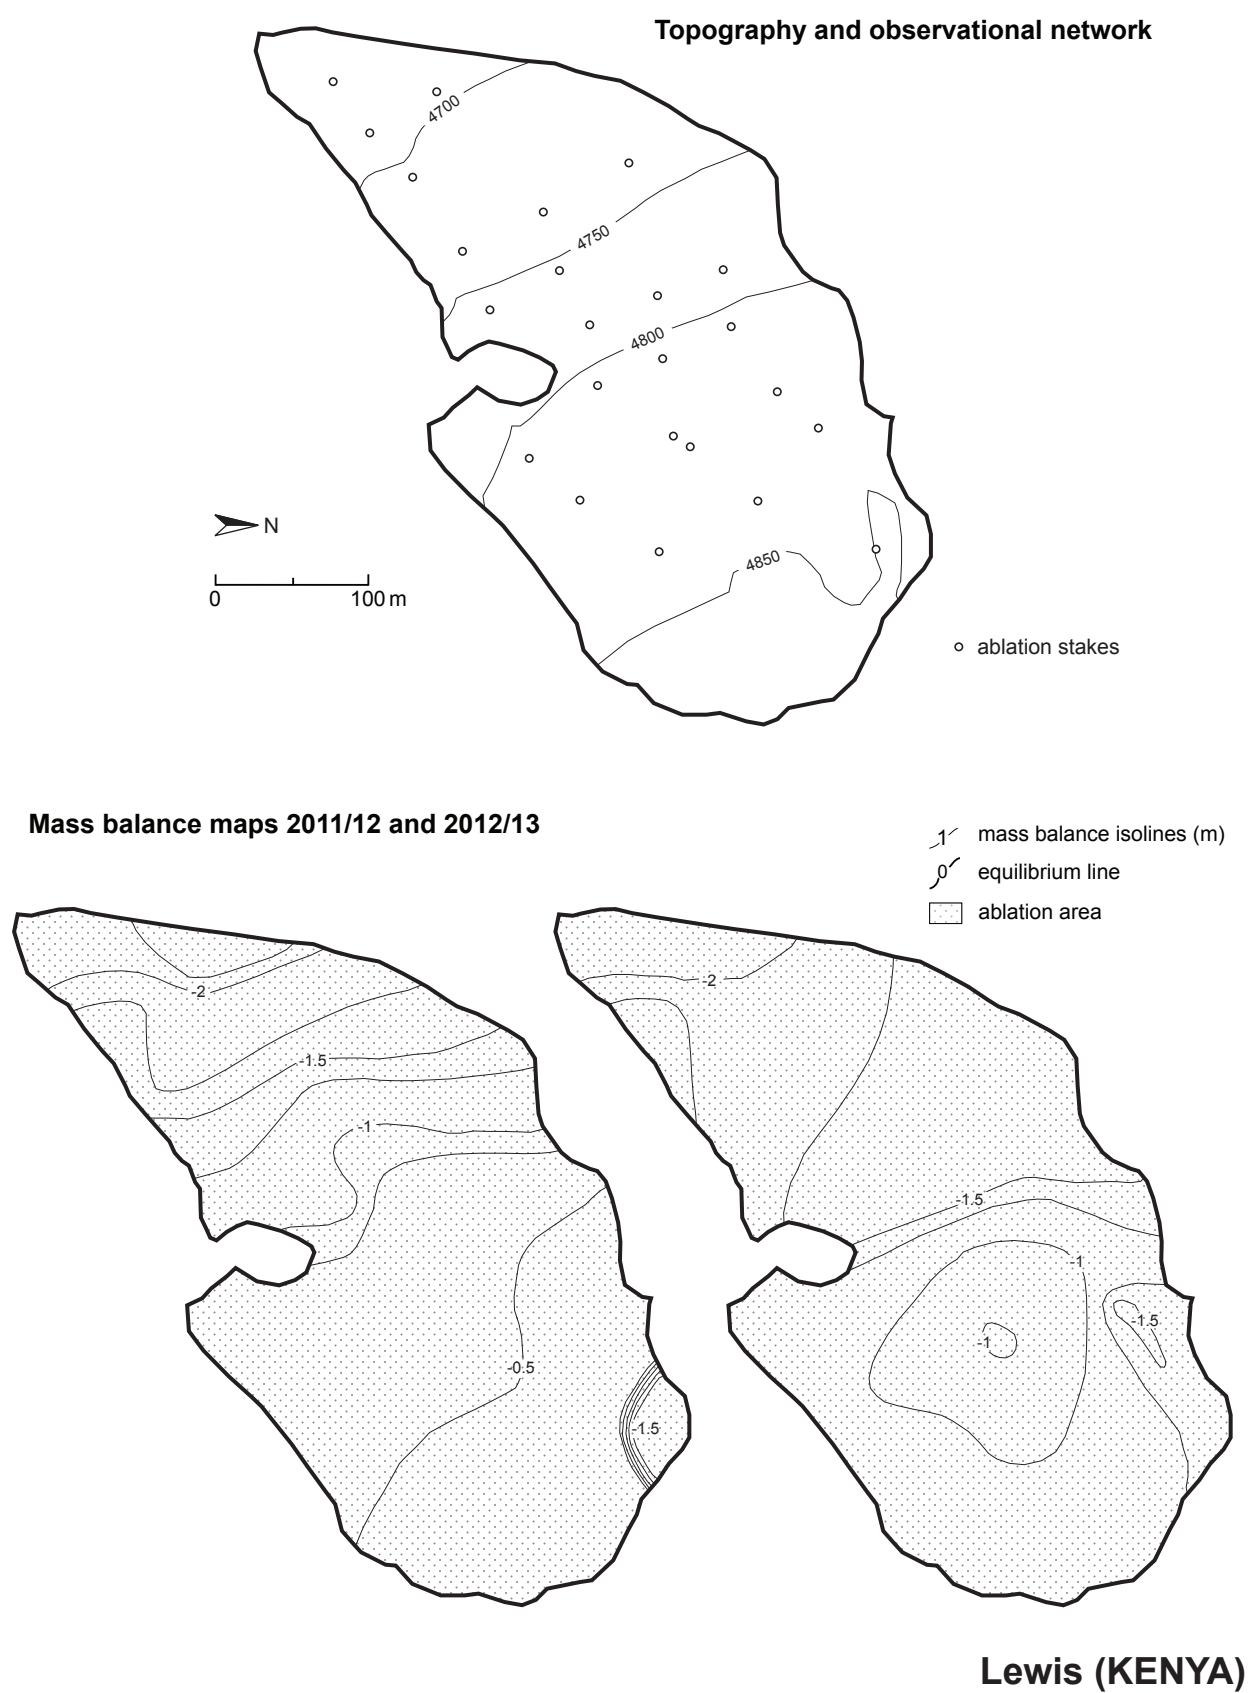 Topography and observational network
4700
4750
4800
N
4850
0 100 m
ablation stakes
Mass balance maps 2011/12 and 2012/13
1 mass balance isolines (m)
0 equilibrium line
ablation area
-2
-1.5
-1
-0.5
-1.5
-2
-1.5
-1
-1.5
-1
Lewis (KENYA)